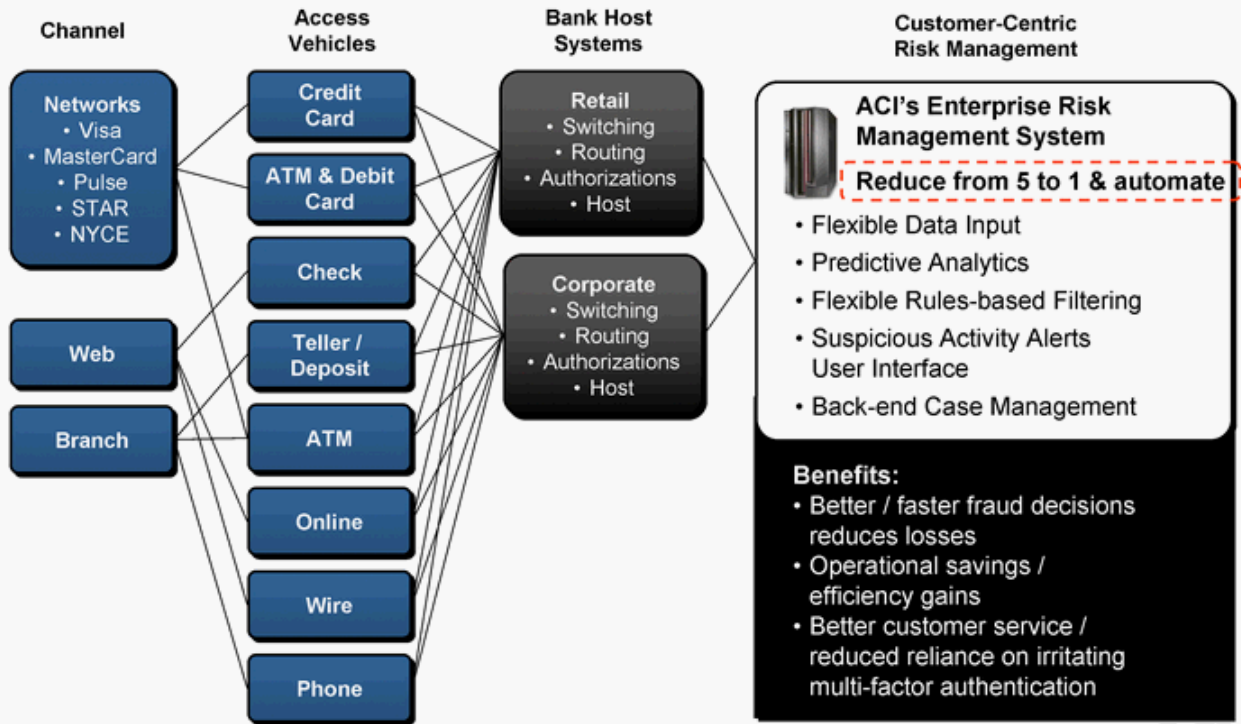 Channel
Access
Vehicles
Bank Host
Systems
Customer-Centric
Risk Management
Networks
• Visa
• MasterCard
• Pulse
• STAR
• NYCE
Web
Branch
Credit
Card
ATM & Debit
Card
Check
Teller /
Deposit
ATM
Online
Wire
Phone
Retail
• Switching
• Routing
• Authorizations
• Host
Corporate
• Switching
• Routing
• Authorizations
• Host
ACI's Enterprise Risk
Management System
Reduce from 5 to 1 & automate
• Flexible Data Input
• Predictive Analytics
• Flexible Rules-based Filtering
• Suspicious Activity Alerts
User Interface
• Back-end Case Management
Benefits:
• Better / faster fraud decisions
reduces losses
• Operational savings /
efficiency gains
• Better customer service /
reduced reliance on irritating
multi-factor authentication